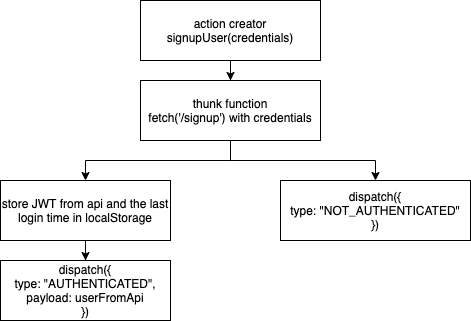 action creator
signupUser(credentials)
thunk function
fetch('/signup') with credentials
store JWT from api and the last
login time in localStorage
dispatch({
type: "NOT_AUTHENTICATED"
})
dispatch({
type: "AUTHENTICATED",
payload: userFromApi
})